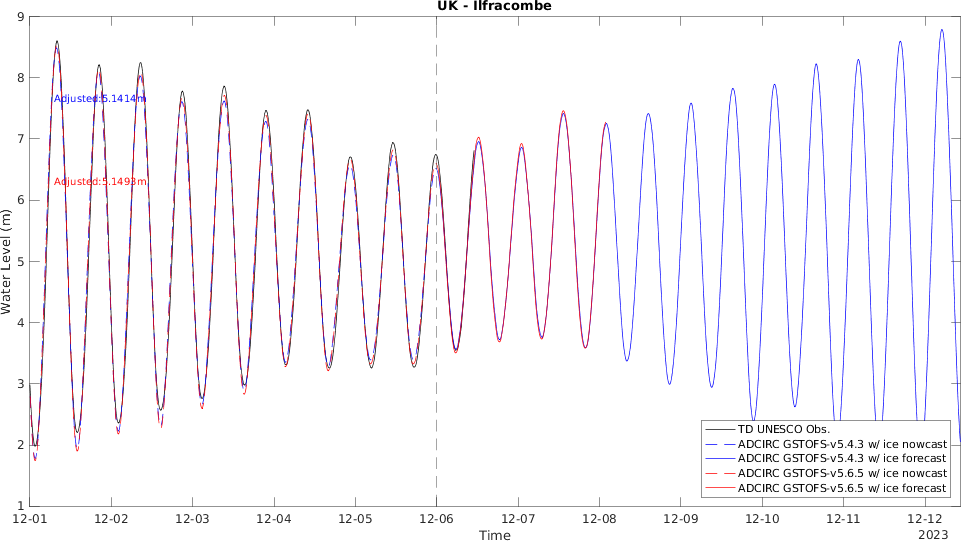 UK - Ilfracombe
9
8
7
6
5
4
3
2
1
Water Level (m)
Adjusted:5.1414m
Adjusted:5.1493m
TD UNESCO Obs.
ADCIRC GSTOFS-v5.4.3 w/ ice nowcast
ADCIRC GSTOFS-v5.4.3 w/ ice forecast
ADCIRC GSTOFS-v5.6.5 w/ ice nowcast
ADCIRC GSTOFS-v5.6.5 w/ ice forecast
12-01 12-02 12-03 12-04 12-05 12-06 12-07 12-08 12-09 12-10 12-11 12-12
Time
2023